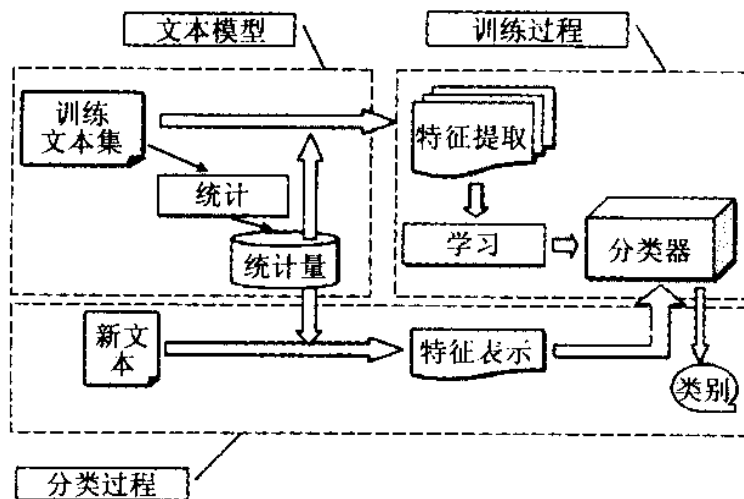 文本模型
训练过程
训练
文本集
特征提取
统计
学习
分类器
统计量
新文
本
特征表示
类别
分类过程